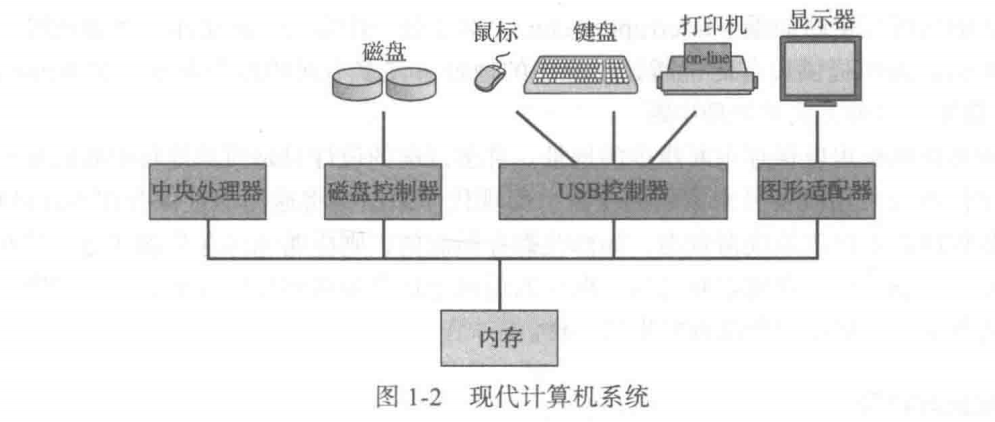 磁盘
鼠标
键盘
打印机
显示器
on-line
中央处理器
磁盘控制器
USB控制器
图形适配器
内存
图 1-2 现代计算机系统